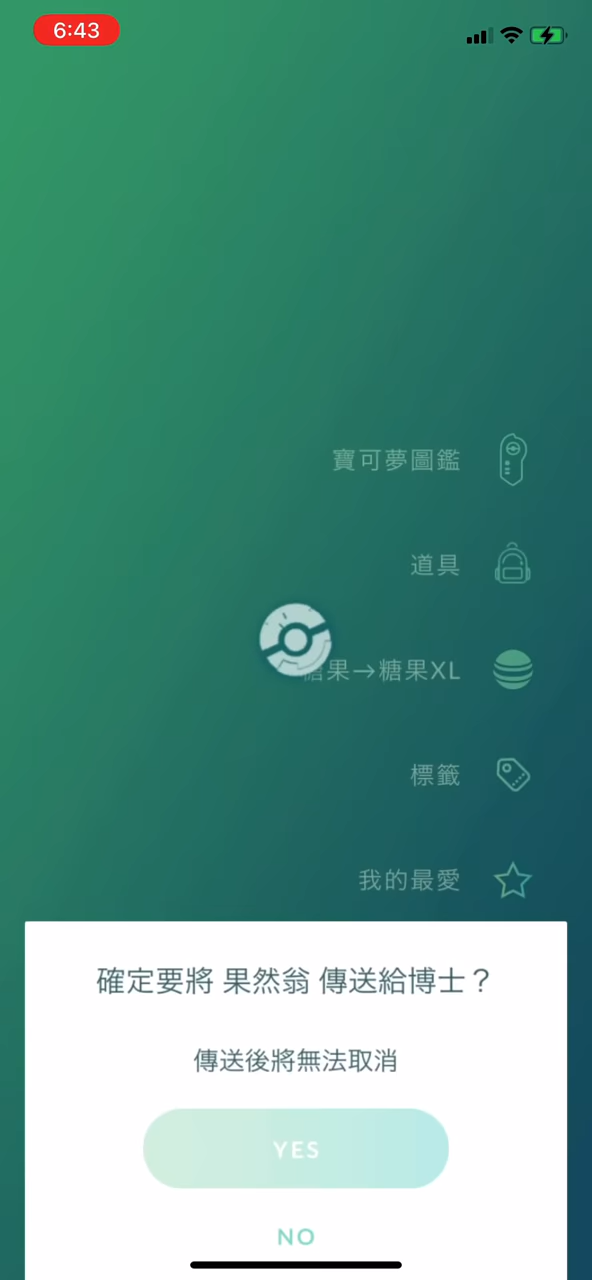 6:43
寶可夢圖鑑
道具
糖果→糖果XL
標籤
我的最愛
確定要將 果然翁 傳送給博士？
傳送後將無法取消
YES
NO